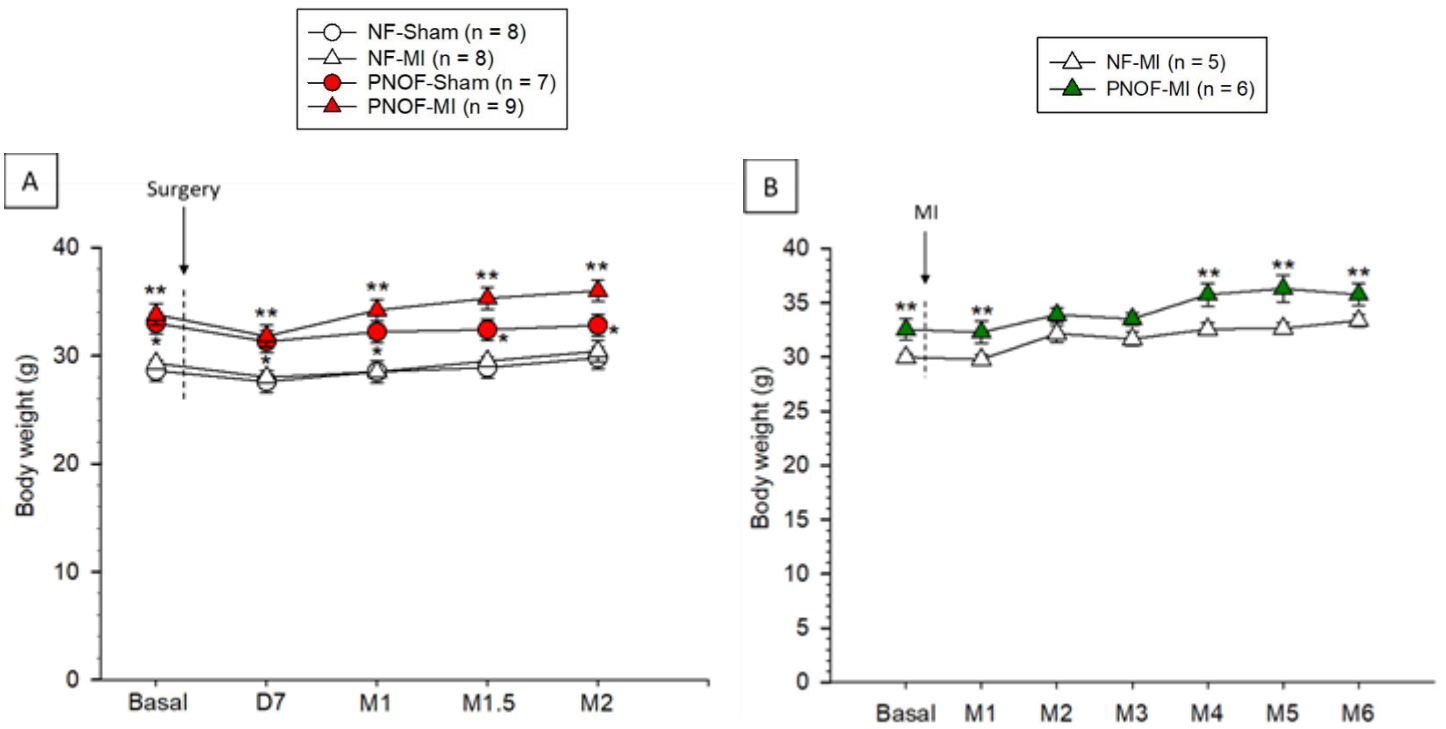 NF-Sham (n = 8)
NF-MI (n = 8)
PNOF-Sham (n = 7)
PNOF-MI (n = 9)
NF-MI (n = 5)
PNOF-MI (n = 6)
A
Surgery
40
30
20
10
0
Body weight (g)
** ** ** ** **
* * * * *
Basal D7 M1 M1.5 M2
B
MI
40
35
30
25
20
15
10
5
0
Body weight (g)
** ** ** ** **
Basal M1 M2 M3 M4 M5 M6